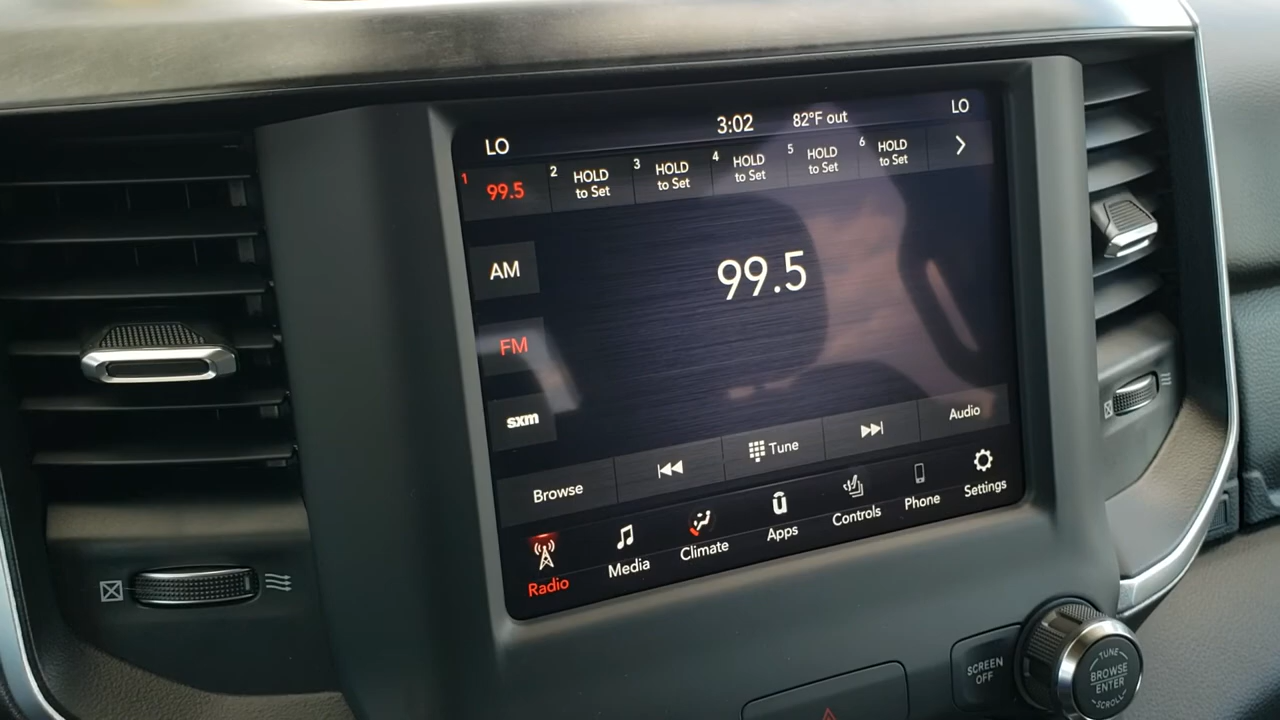 LO 3:02 82°F out LO
1 99.5 2 HOLD to Set 3 HOLD to Set 4 HOLD to Set 5 HOLD to Set 6 HOLD to Set
99.5
AM
FM
sxm
Browse Tune Audio
Radio Media Climate Apps Controls Phone Settings
SCREEN
OFF
TUNE
BROWSE
ENTER
SCROLL